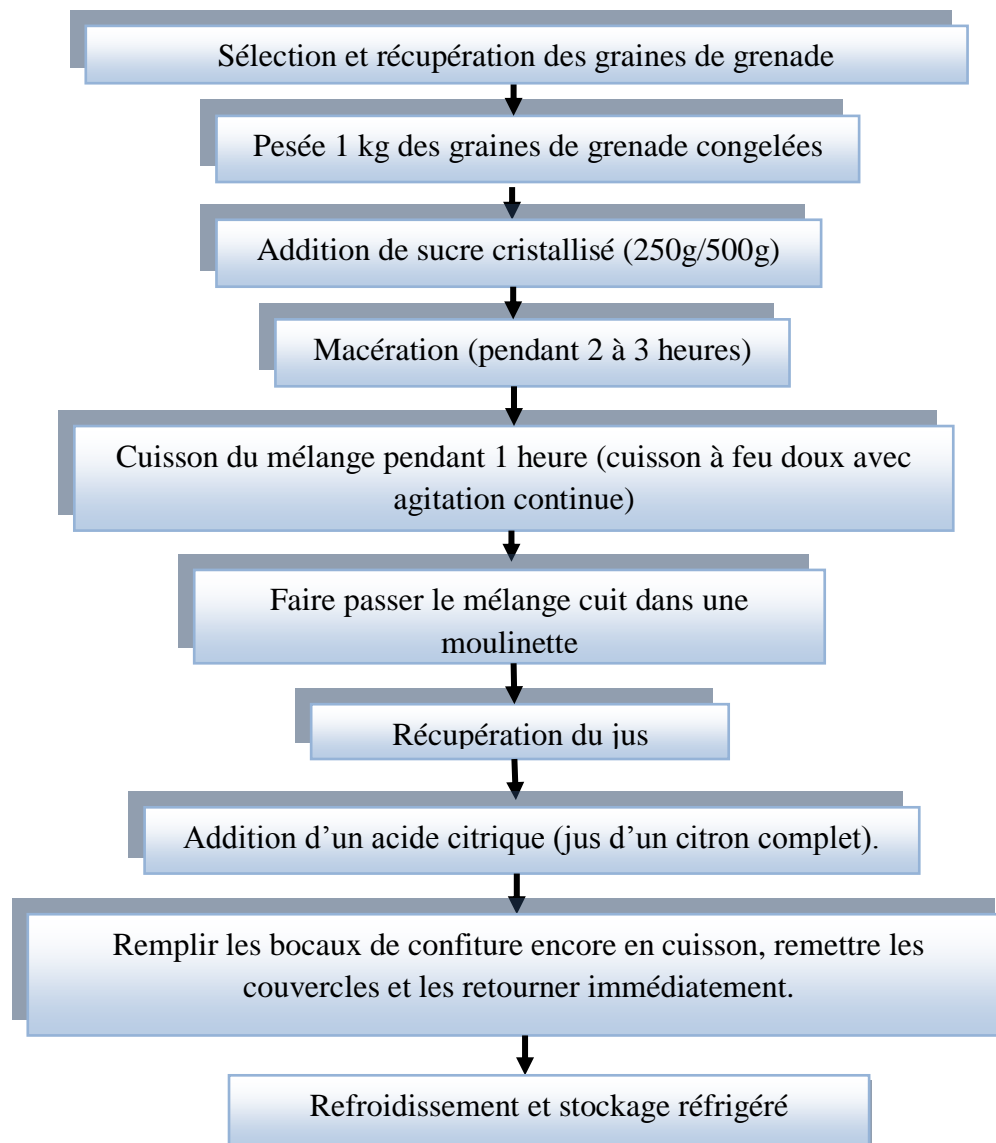 Sélection et récupération des graines de grenade
Pesée 1 kg des graines de grenade congelées
Addition de sucre cristallisé (250g/500g)
Macération (pendant 2 à 3 heures)
Cuisson du mélange pendant 1 heure (cuisson à feu doux avec
agitation continue)
Faire passer le mélange cuit dans une
moulinette
Récupération du jus
Addition d’un acide citrique (jus d’un citron complet).
Remplir les bocaux de confiture encore en cuisson, remettre les
couvercles et les retourner immédiatement.
Refroidissement et stockage réfrigéré